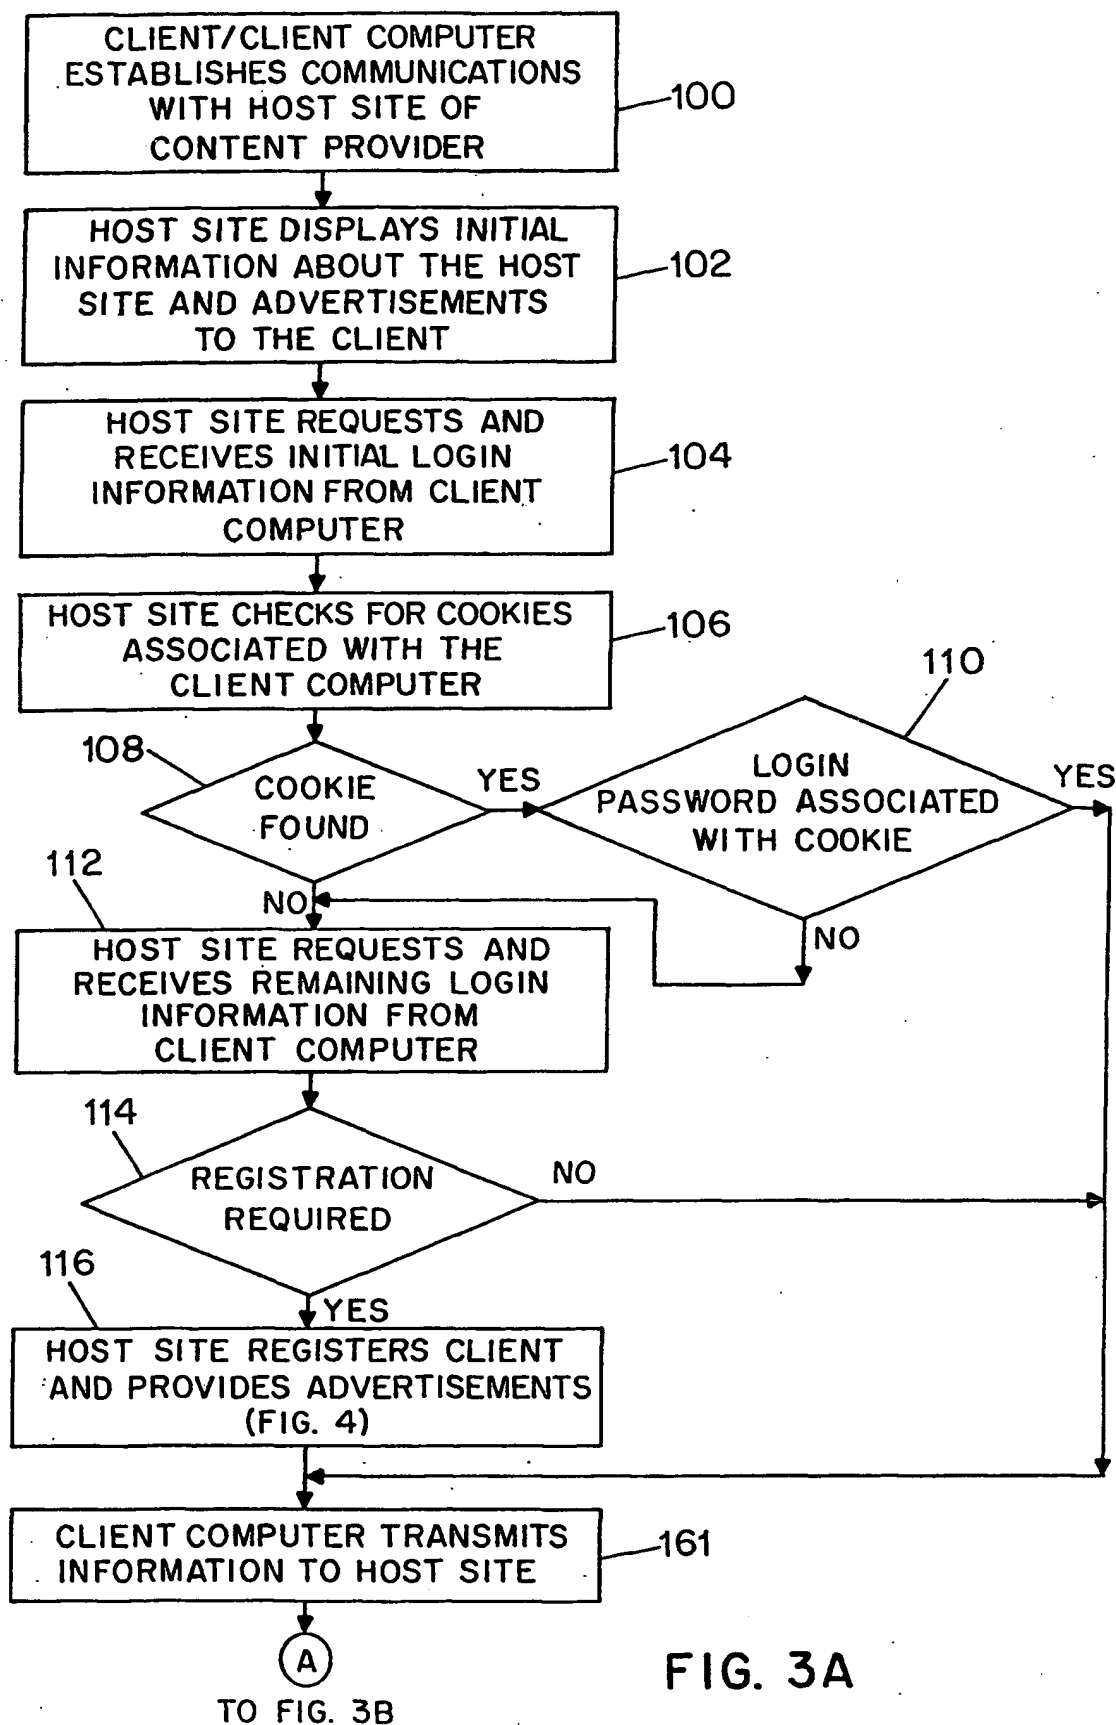 CLIENT/CLIENT COMPUTER
ESTABLISHES COMMUNICATIONS
WITH HOST SITE OF
CONTENT PROVIDER
100
HOST SITE DISPLAYS INITIAL
INFORMATION ABOUT THE HOST
SITE AND ADVERTISEMENTS
TO THE CLIENT
102
HOST SITE REQUESTS AND
RECEIVES INITIAL LOGIN
INFORMATION FROM CLIENT
COMPUTER
104
HOST SITE CHECKS FOR COOKIES
ASSOCIATED WITH THE
CLIENT COMPUTER
106
108
COOKIE
FOUND
YES
110
LOGIN
PASSWORD ASSOCIATED
WITH COOKIE
YES
NO
NO
112
HOST SITE REQUESTS AND
RECEIVES REMAINING LOGIN
INFORMATION FROM
CLIENT COMPUTER
114
REGISTRATION
REQUIRED
NO
YES
116
HOST SITE REGISTERS CLIENT
AND PROVIDES ADVERTISEMENTS
(FIG. 4)
CLIENT COMPUTER TRANSMITS
INFORMATION TO HOST SITE
161
A
TO FIG. 3B
FIG. 3A